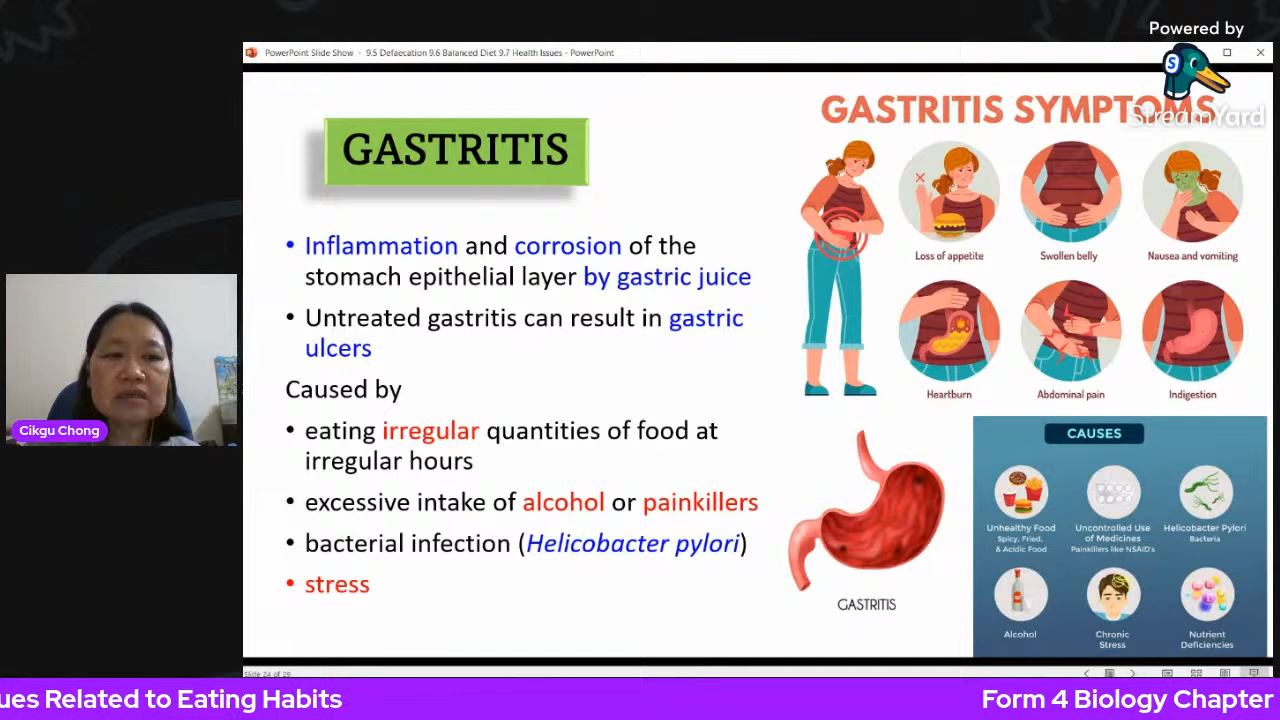 Powered by
StreamYard
PowerPoint Slide Show - 9.5 Defaecation 9.6 Balanced Diet 9.7 Health Issues - PowerPoint
GASTRITIS
• Inflammation and corrosion of the
stomach epithelial layer by gastric juice
• Untreated gastritis can result in gastric
ulcers
Caused by
• eating irregular quantities of food at
irregular hours
• excessive intake of alcohol or painkillers
• bacterial infection (Helicobacter pylori)
• stress
GASTRITIS SYMPTOMS
Loss of appetite
Swollen belly
Nausea and vomiting
Heartburn
Abdominal pain
Indigestion
GASTRITIS
CAUSES
Unhealthy Food
Spicy, Fried,
& Acidic Food
Uncontrolled Use
of Medicines
Painkillers like NSAID's
Helicobacter Pylori
Bacteria
Alcohol
Chronic
Stress
Nutrient
Deficiencies
Cikgu Chong
Slide 24 of 29
ues Related to Eating Habits
Form 4 Biology Chapter